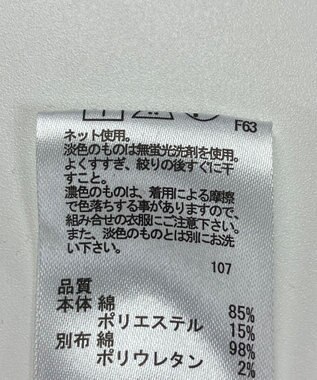 F63
ネット使用。
淡色のものは無蛍光洗剤を使用。
よくすすぎ、絞りの後すぐに干
すこと。
濃色のものは、着用による摩擦
で色落ちする事がありますので、
組み合せの衣服にご注意下さい。
また、淡色のものとは別にお洗
い下さい。
107
品質
本体 綿 85%
ポリエステル 15%
別布 綿 98%
ポリウレタン 2%